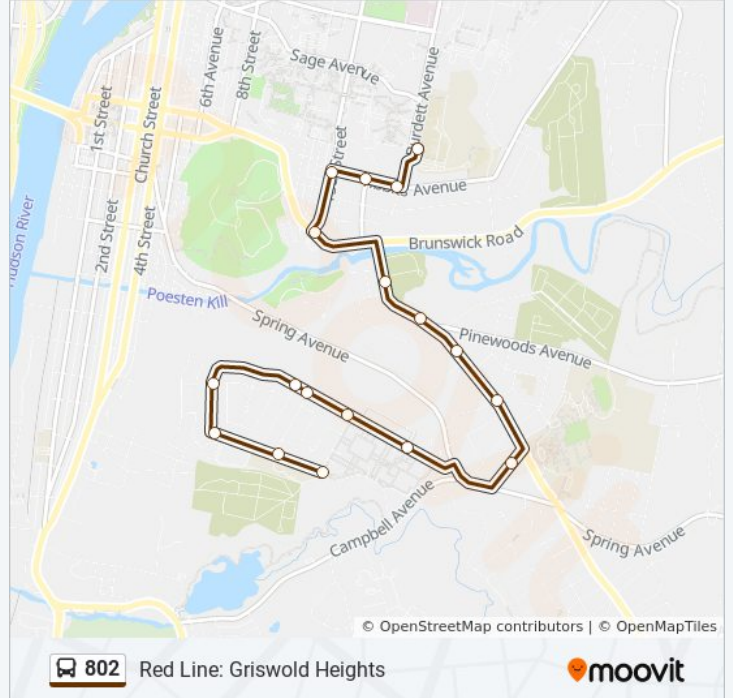 6th Avenue
8th Street
Sage Avenue
Burdett Avenue
1st Street
Church Street
Street
Avenue
Hudson River
2nd Street
4th Street
Brunswick Road
Poesten Kill
Spring Avenue
Pinewoods Avenue
Campbell Avenue
Spring Avenue
© OpenStreetMap contributors | © OpenMapTiles
802 Red Line: Griswold Heights
moovit